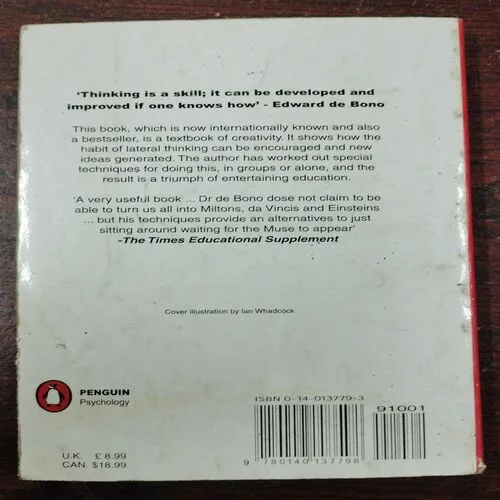 ‘Thinking is a skill; it can be developed and
improved if one knows how’ - Edward de Bono
This book, which is now internationally known and also
a bestseller, is a textbook of creativity. It shows how the
habit of lateral thinking can be encouraged and new
ideas generated. The author has worked out special
techniques for doing this, in groups or alone, and the
result is a triumph of entertaining education.
‘A very useful book ... Dr de Bono dose not claim to be
able to turn us all into Miltons, da Vincis and Einsteins
... but his techniques provide an alternatives to just
sitting around waiting for the Muse to appear’
-The Times Educational Supplement
Cover illustration by Ian Whadcock
PENGUIN
Psychology
U.K. £ 8.99
CAN. $18.99
ISBN 0-14-013779-3
91001
9 780140 137798